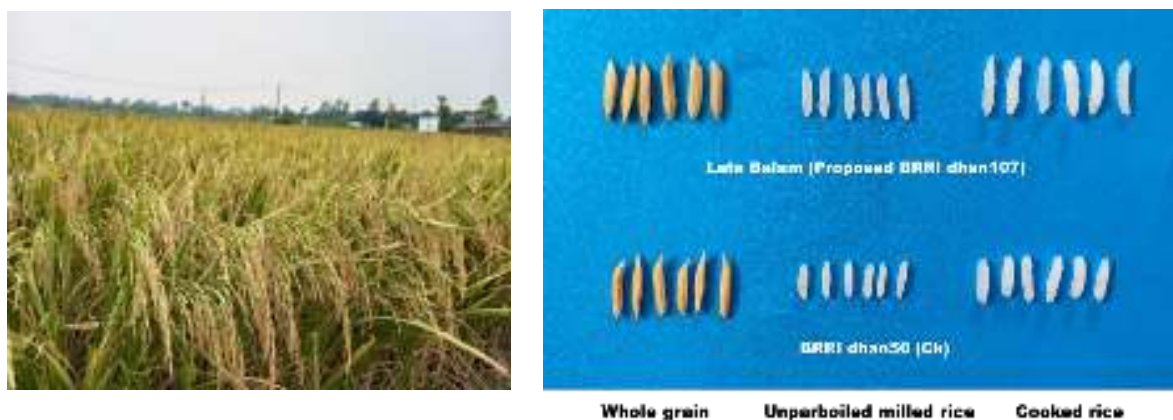 Late Balam (Proposed BRRI dhan107)
BRRI dhan50 (Ck)
Whole grain Unparboiled milled rice Cooked rice